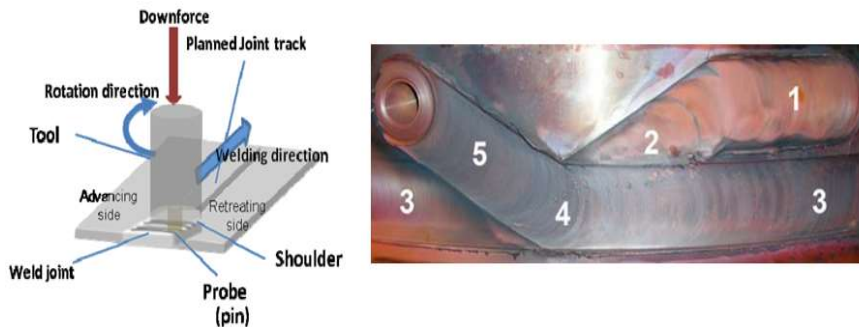 Downforce
Planned Joint track
Rotation direction
Tool
Welding direction
Advancing
side
Retreating
side
Shoulder
Weld joint
Probe
(pin)
1
2
5
3
4
3